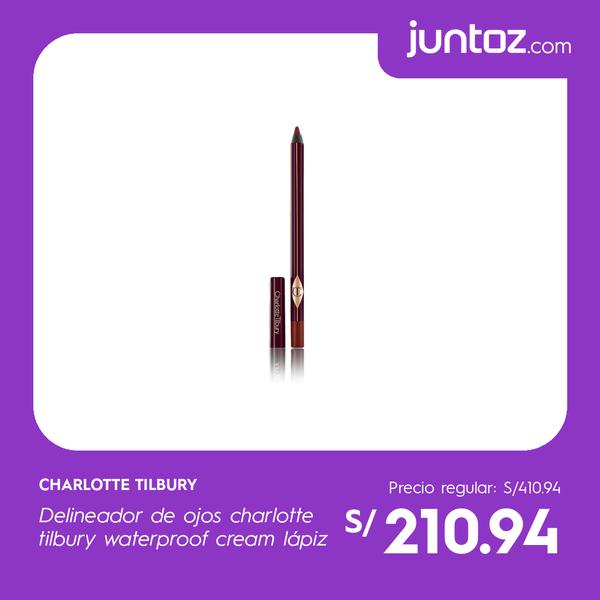 juntoz.com
Charlotte Tilbury
CHARLOTTE TILBURY
Delineador de ojos charlotte
tilbury waterproof cream lápiz
Precio regular: S/410.94
S/ 210.94